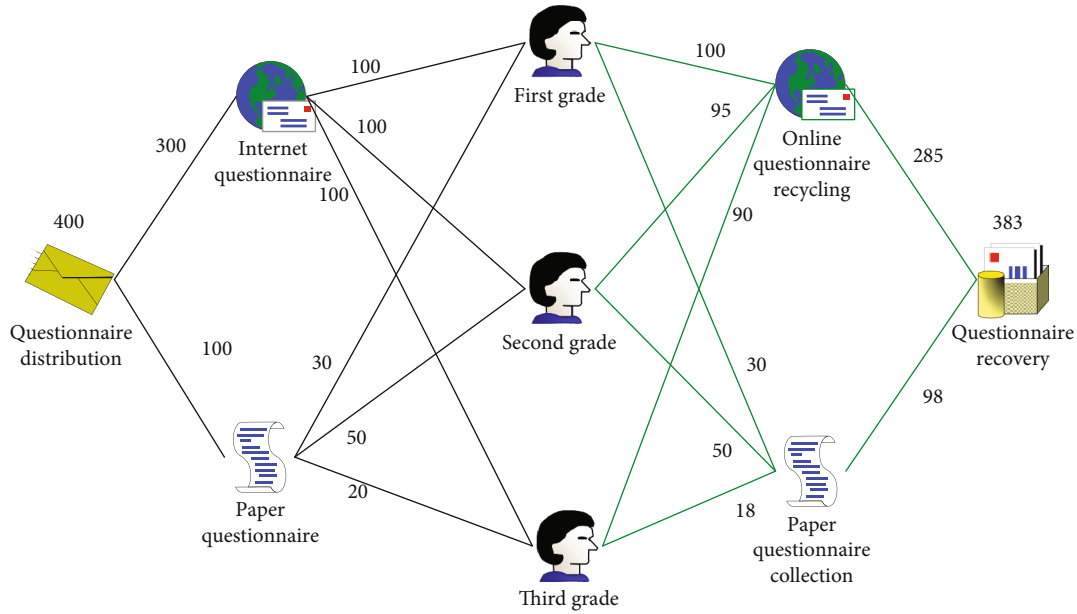 First grade
100
100
100
100
95
300
Internet
questionnaire
Online
questionnaire
recycling
285
400
90
383
Questionnaire
distribution
Second grade
Questionnaire
recovery
100
30
30
98
50
50
20
18
Paper
questionnaire
Paper
questionnaire
collection
Third grade